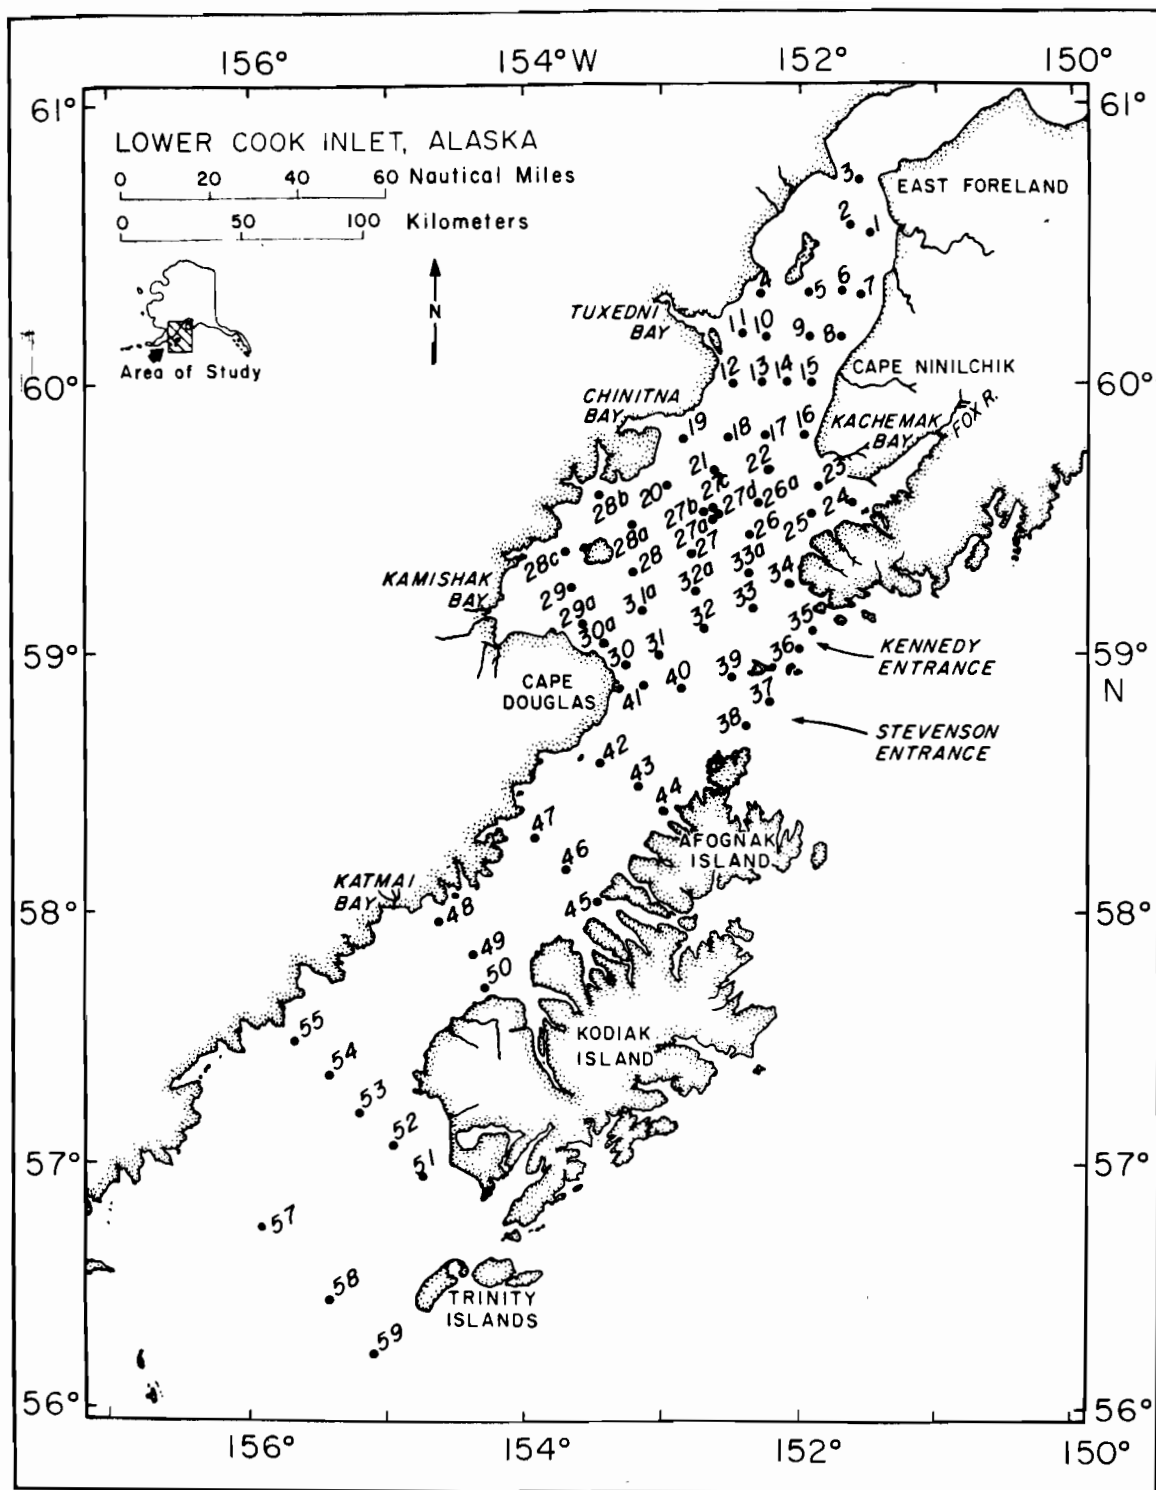 156°
154°W
152°
150°
61°
61°
LOWER COOK INLET, ALASKA
0 20 40 60 Nautical Miles
0 50 100 Kilometers
N
Area of Study
3
EAST FORELAND
2
1
4
5
6
7
TUXEDNI
BAY
11
10
9
8
60°
60°
12
13
14
15
CAPE NINILCHIK
CHINITNA
BAY
KACHEMAK
BAY
FOX R.
19
18
17
16
21
22
23
28b
20
27c
27b
27d
26a
24
28a
27a
26
25
28c
28
27
33a
34
KAMISHAK
BAY
29
29a
31a
32a
33
30a
32
35
30
31
36
KENNEDY
ENTRANCE
59°
59°
N
CAPE
DOUGLAS
41
40
39
37
38
STEVENSON
ENTRANCE
42
43
44
47
46
AFOGNAK
ISLAND
KATMAI
BAY
45
58°
58°
48
49
50
KODIAK
ISLAND
55
54
53
52
51
57°
57°
57
58
TRINITY
ISLANDS
59
56°
56°
156°
154°
152°
150°